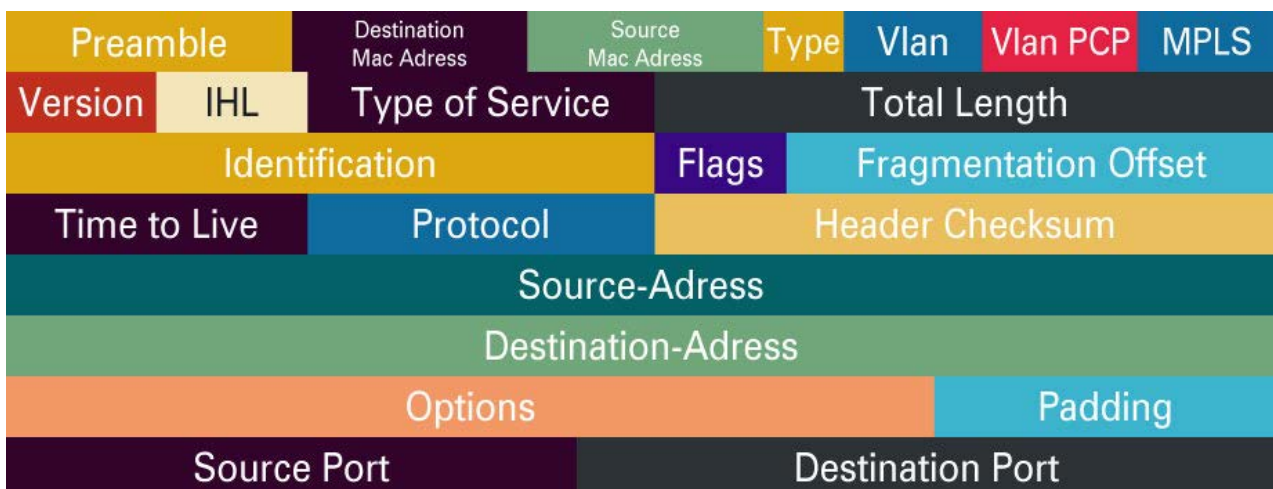 Preamble
Destination
Mac Adress
Source
Mac Adress
Type
Vlan
Vlan PCP
MPLS
Version
IHL
Type of Service
Total Length
Identification
Flags
Fragmentation Offset
Time to Live
Protocol
Header Checksum
Source-Adress
Destination-Adress
Options
Padding
Source Port
Destination Port